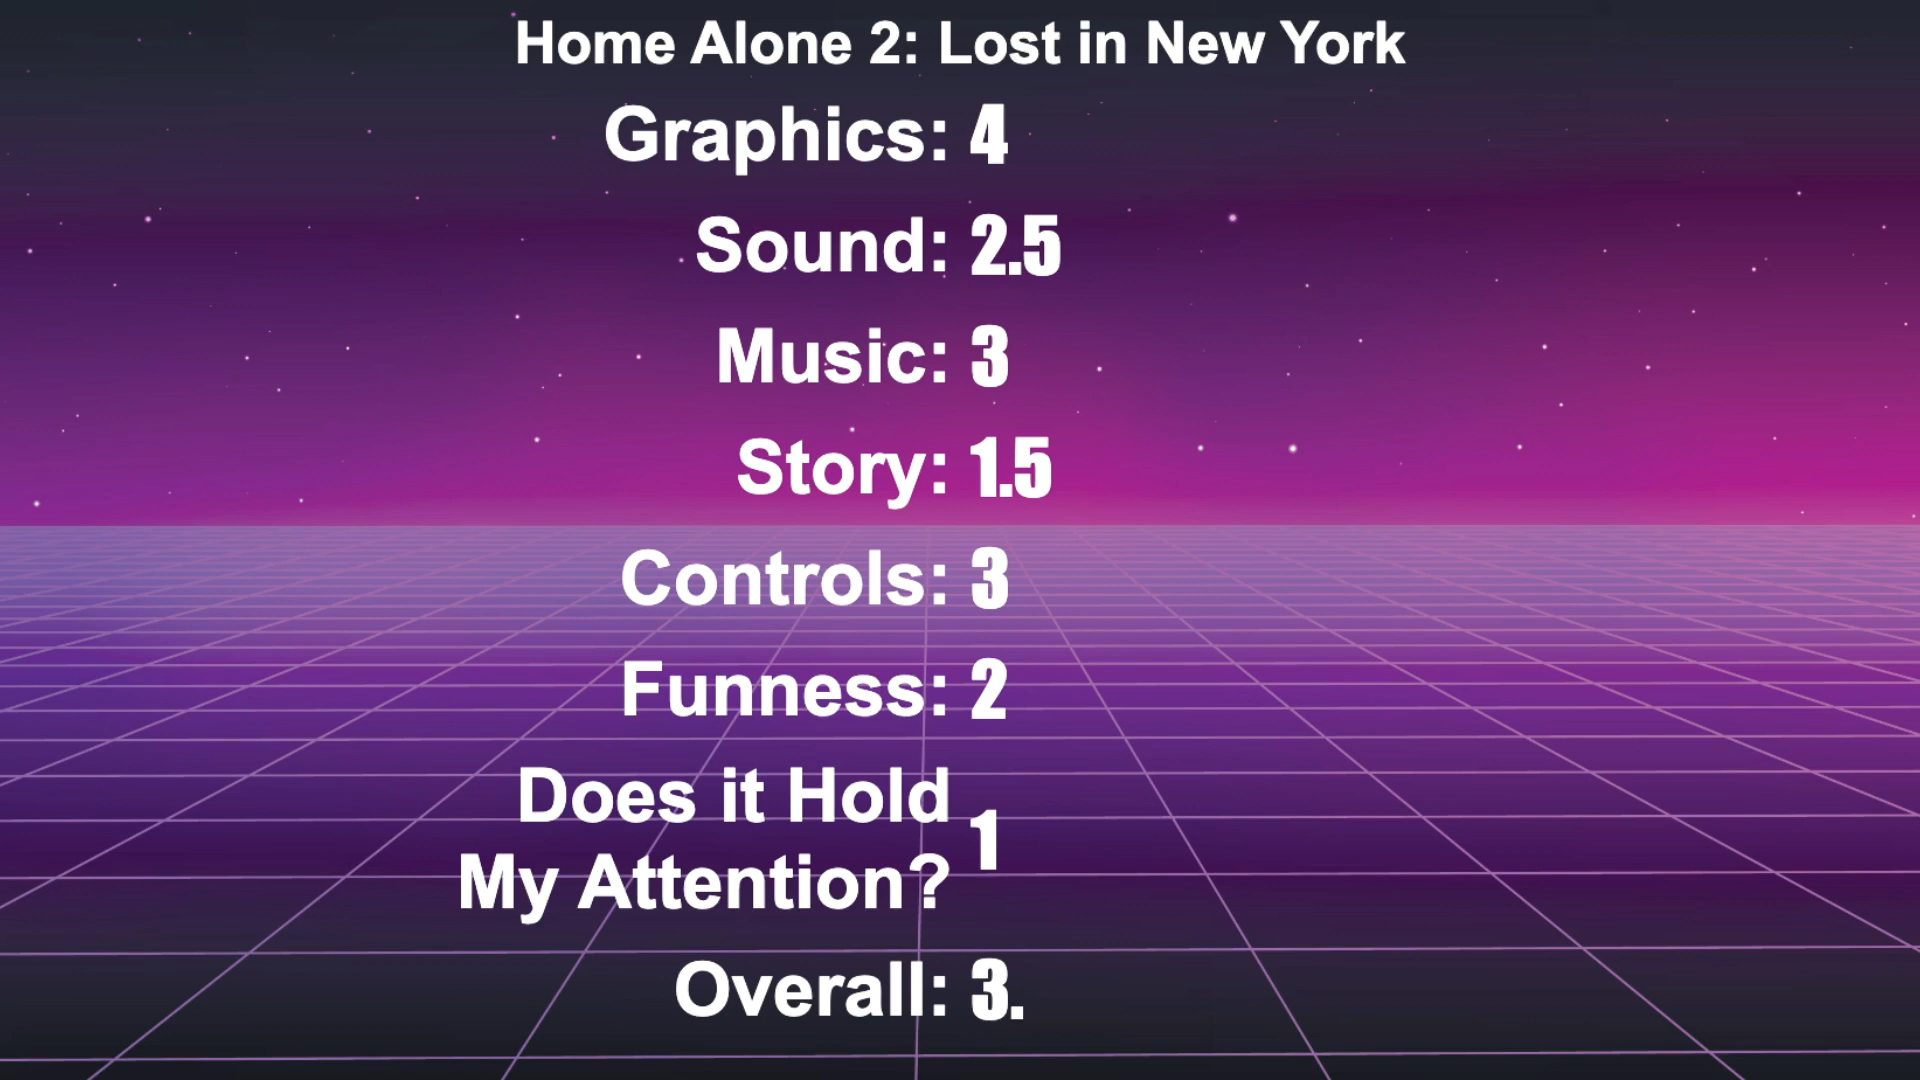 Home Alone 2: Lost in New York
Graphics: 4
Sound: 2.5
Music: 3
Story: 1.5
Controls: 3
Funness: 2
Does it Hold
My Attention? 1
Overall: 3.